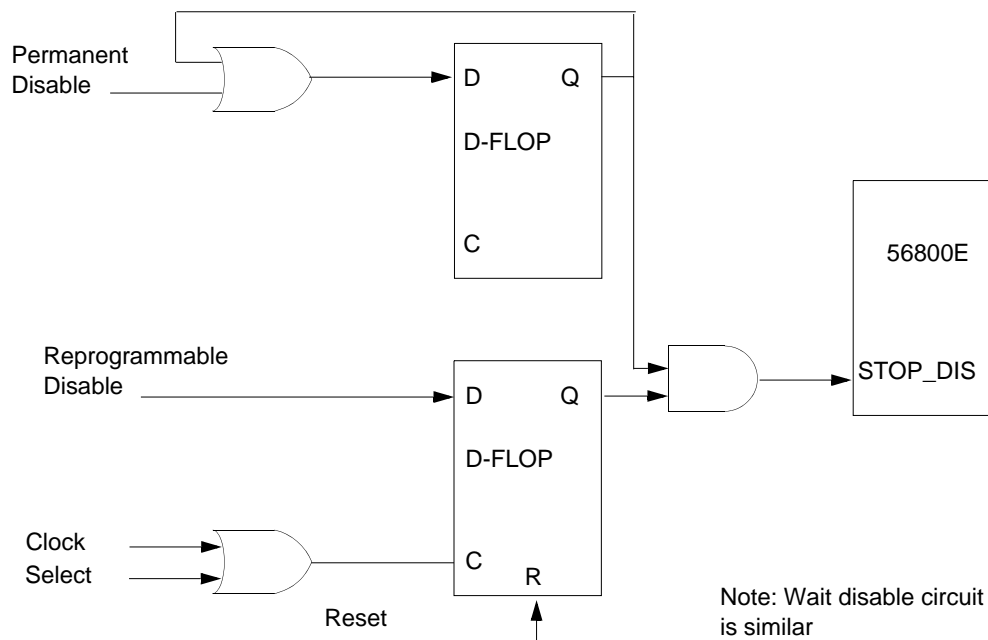 Permanent
Disable
D
Q
D-FLOP
C
56800E
STOP_DIS
Reprogrammable
Disable
D
Q
D-FLOP
C
R
Clock
Select
Reset
Note: Wait disable circuit
is similar